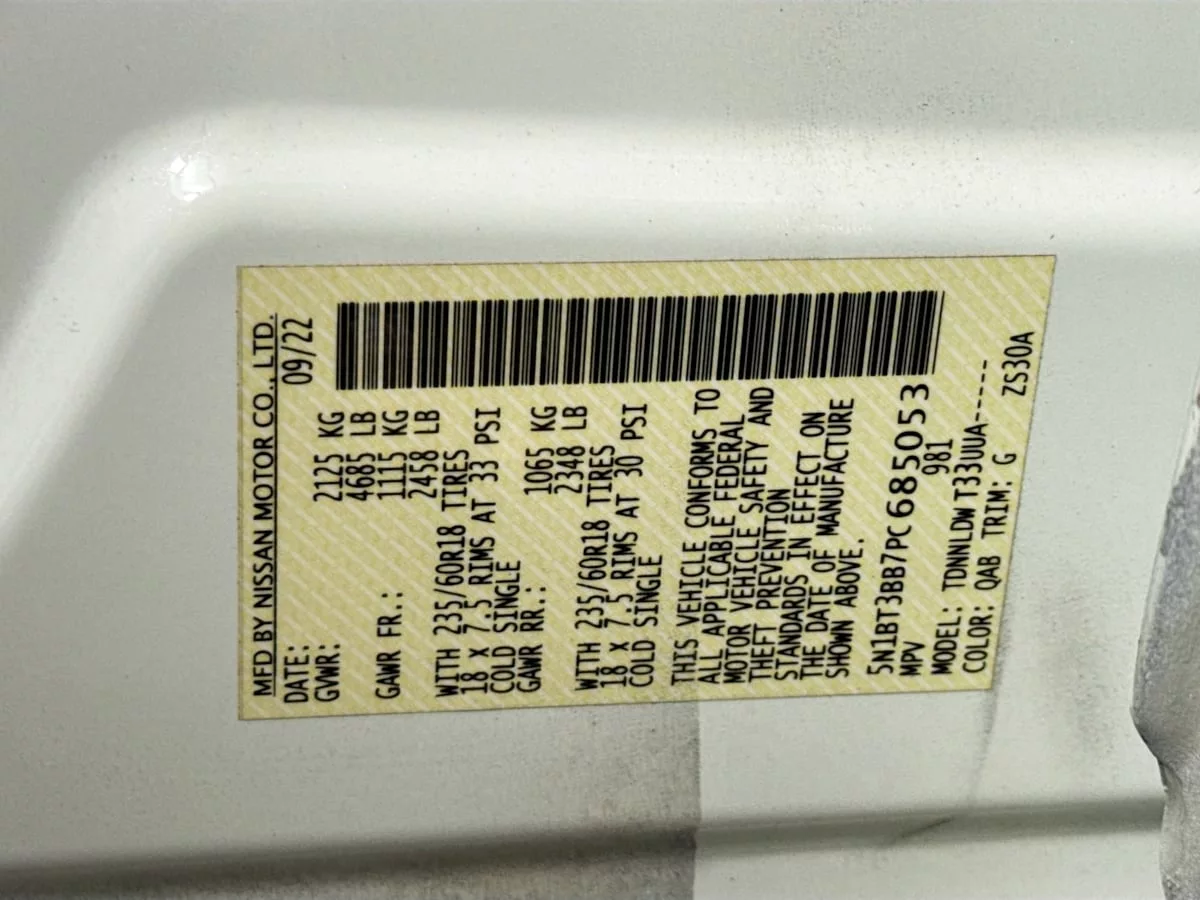 MFD BY NISSAN MOTOR CO., LTD.
DATE: 09/22
GVWR: 2125 KG
4685 LB
GAWR FR.: 1115 KG
2458 LB
WITH 235/60R18 TIRES
18 X 7.5 RIMS AT 33 PSI
COLD SINGLE
GAWR RR.: 1065 KG
2348 LB
WITH 235/60R18 TIRES
18 X 7.5 RIMS AT 30 PSI
COLD SINGLE
THIS VEHICLE CONFORMS TO
ALL APPLICABLE FEDERAL
MOTOR VEHICLE SAFETY AND
THEFT PREVENTION
STANDARDS IN EFFECT ON
THE DATE OF MANUFACTURE
SHOWN ABOVE.
5N1BT3BB7PC685053
MPV 981
MODEL: TDNNLDW T33UUA-----
COLOR: QAB TRIM: G ZS30A